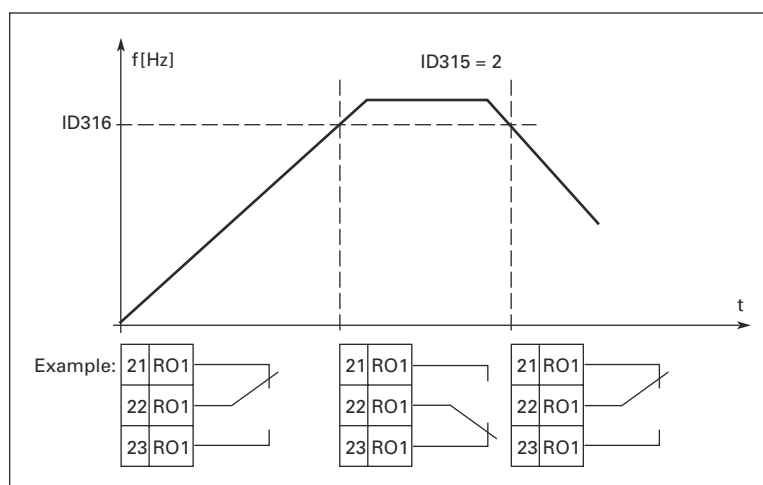 f[Hz]
ID315 = 2
ID316
t
Example:
21 RO1
22 RO1
23 RO1
21 RO1
22 RO1
23 RO1
21 RO1
22 RO1
23 RO1